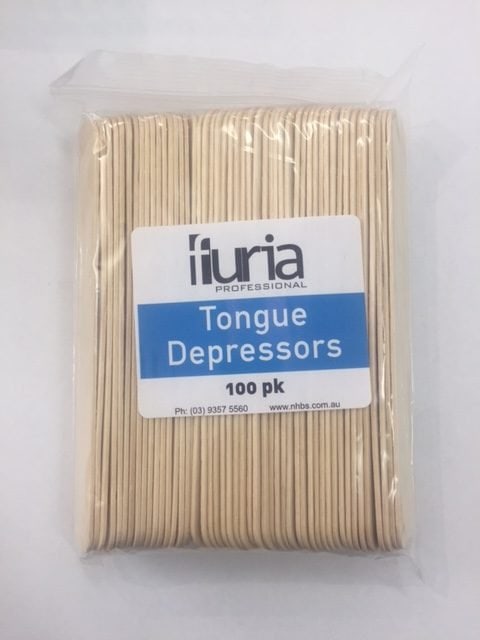 furia
PROFESSIONAL
Tongue
Depressors
100 pk
Ph: (03) 9357 5560 www.nhbs.com.au